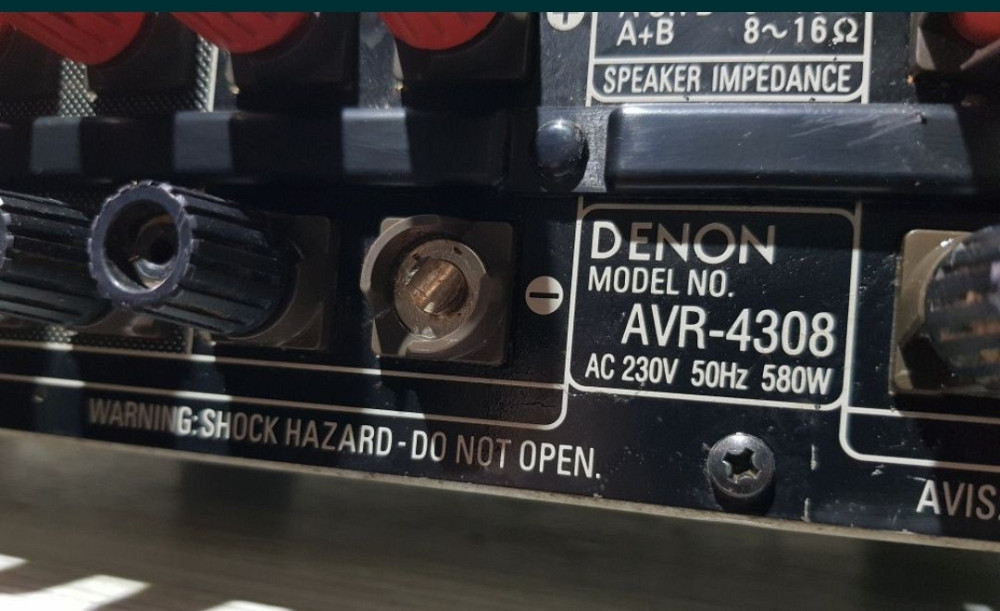 A+B 8~16Ω
SPEAKER IMPEDANCE
DENON
MODEL NO.
AVR-4308
AC 230V 50Hz 580W
WARNING: SHOCK HAZARD - DO NOT OPEN.
AVIS